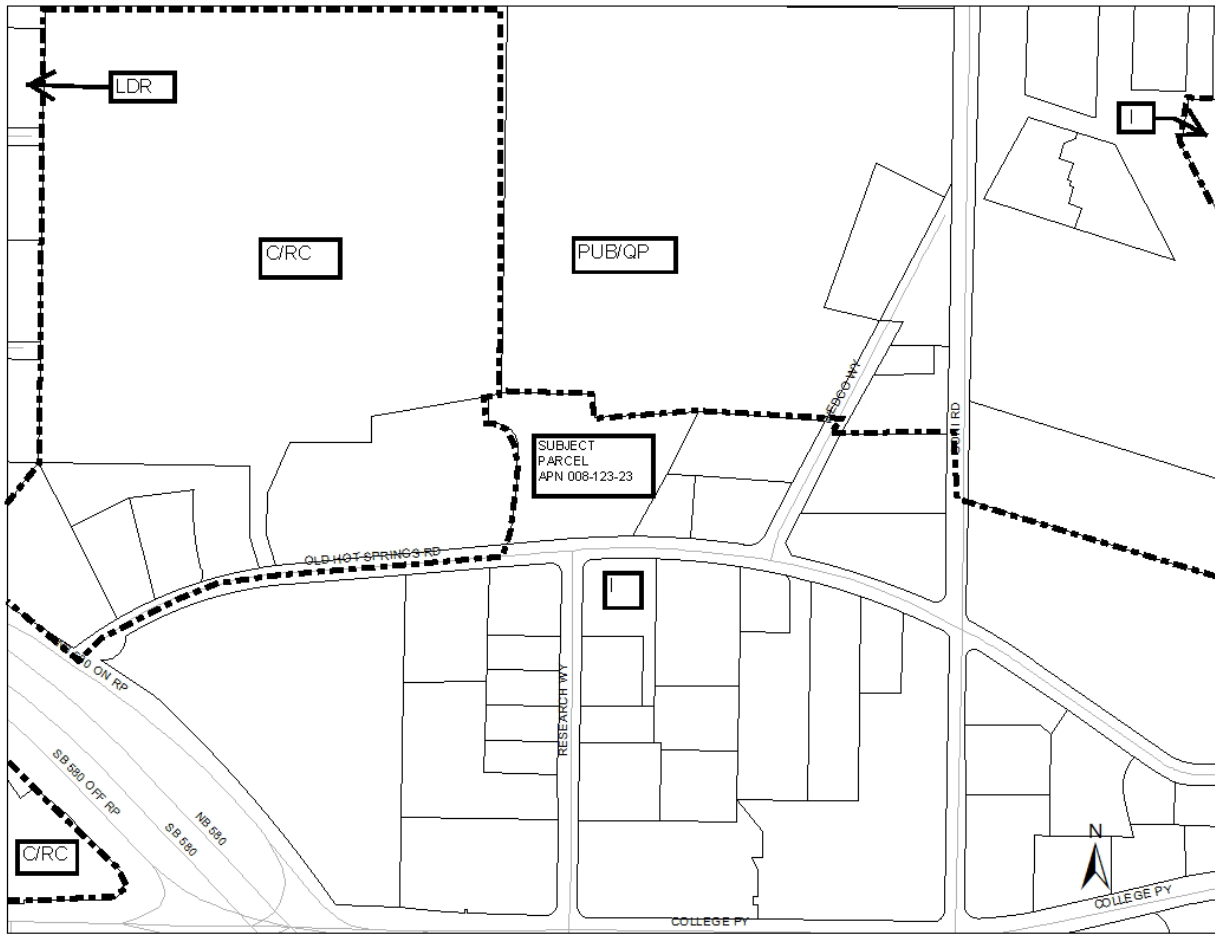 LDR
I
C/RC
PUB/QP
SUBJECT
PARCEL
APN 008-123-23
OLD HOT SPRINGS RD
I
RESEARCH WY
ON RP
SB 580 OFF RP
NB 580
SB 580
C/RC
N
COLLEGE PY
COLLEGE PY